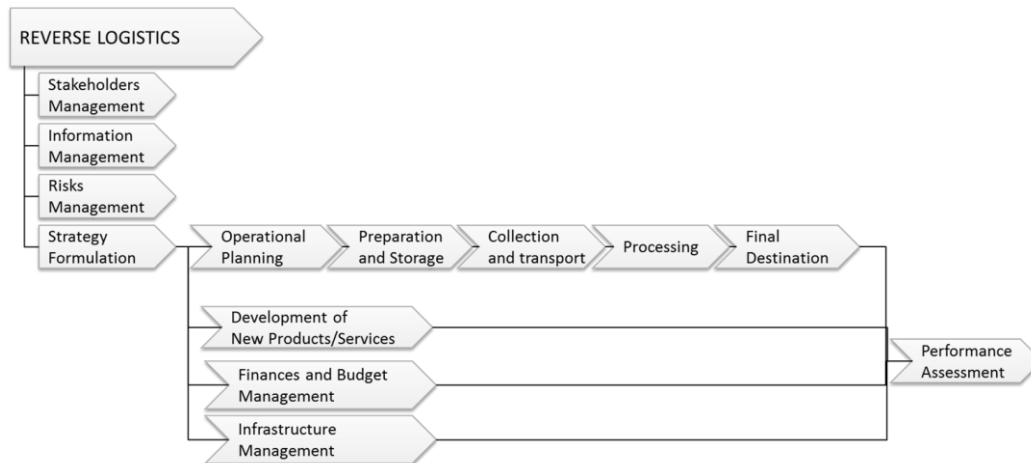 REVERSE LOGISTICS
Stakeholders
Management
Information
Management
Risks
Management
Strategy
Formulation
Operational
Planning
Preparation
and Storage
Collection
and transport
Processing
Final
Destination
Development of
New Products/Services
Finances and Budget
Management
Infrastructure
Management
Performance
Assessment